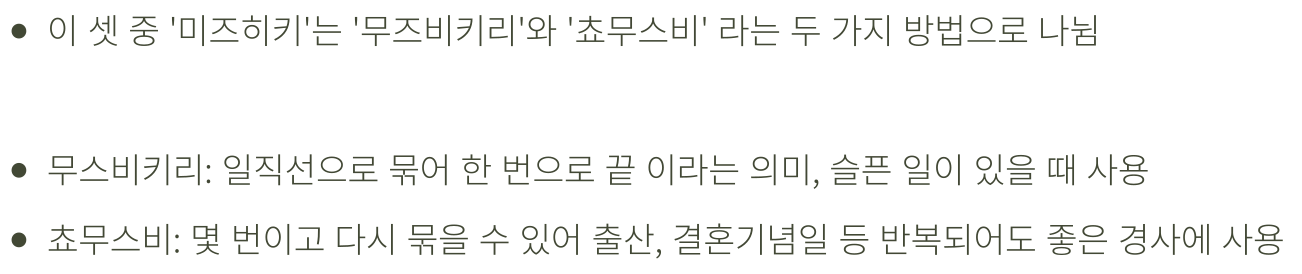 ● 이 셋 중 '미즈히키'는 '무즈비키리'와 '쵸무스비' 라는 두 가지 방법으로 나뉨
● 무스비키리: 일직선으로 묶어 한 번으로 끝 이라는 의미, 슬픈 일이 있을 때 사용
● 쵸무스비: 몇 번이고 다시 묶을 수 있어 출산, 결혼기념일 등 반복되어도 좋은 경사에 사용